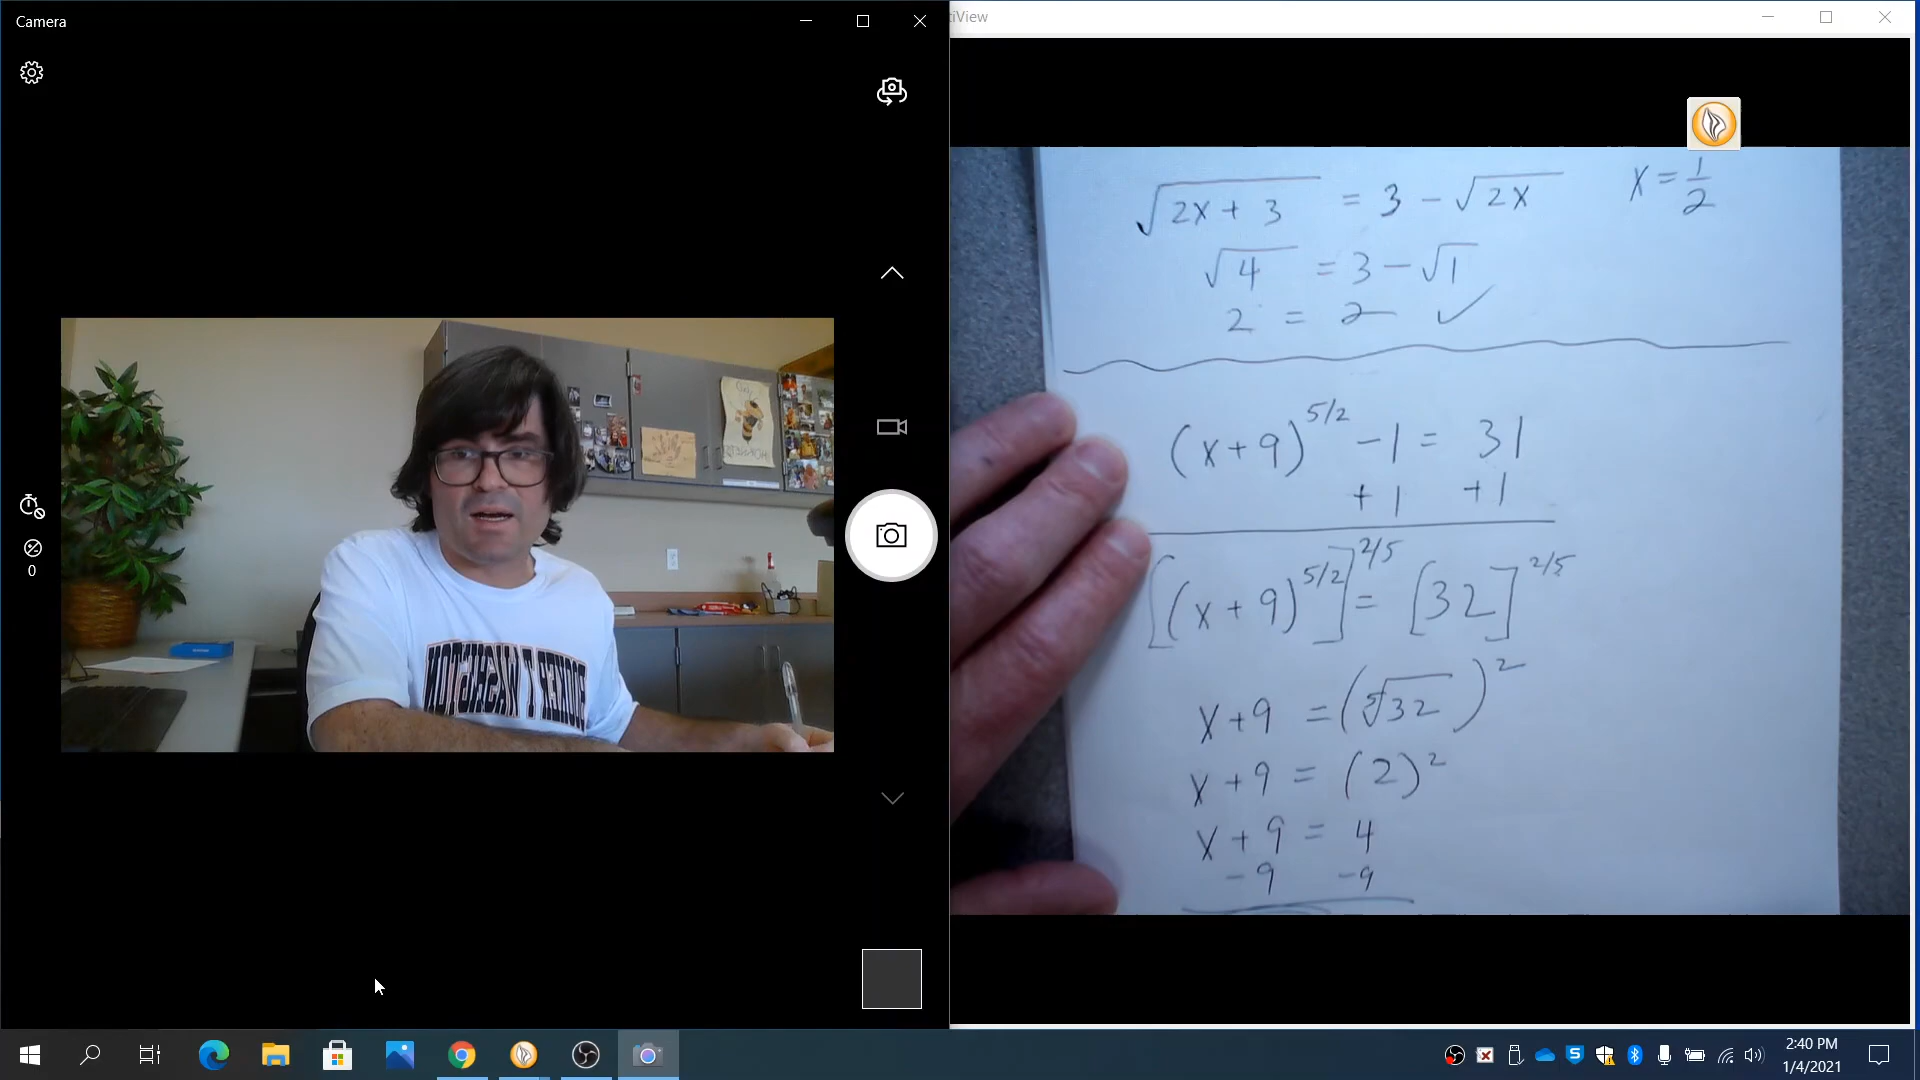 Camera
iView
0
√2x + 3 = 3 - √2x x = 1/2
√4 = 3 - √1
2 = 2 ✓
(x+9)^5/2 - 1 = 31
+ 1 +1
[(x+9)^5/2]^2/5 = [32]^2/5
x+9 = (⁵√32)²
x+9 = (2)²
x+9 = 4
-9 -9
BOOKER T WASHINGTON
2:40 PM
1/4/2021